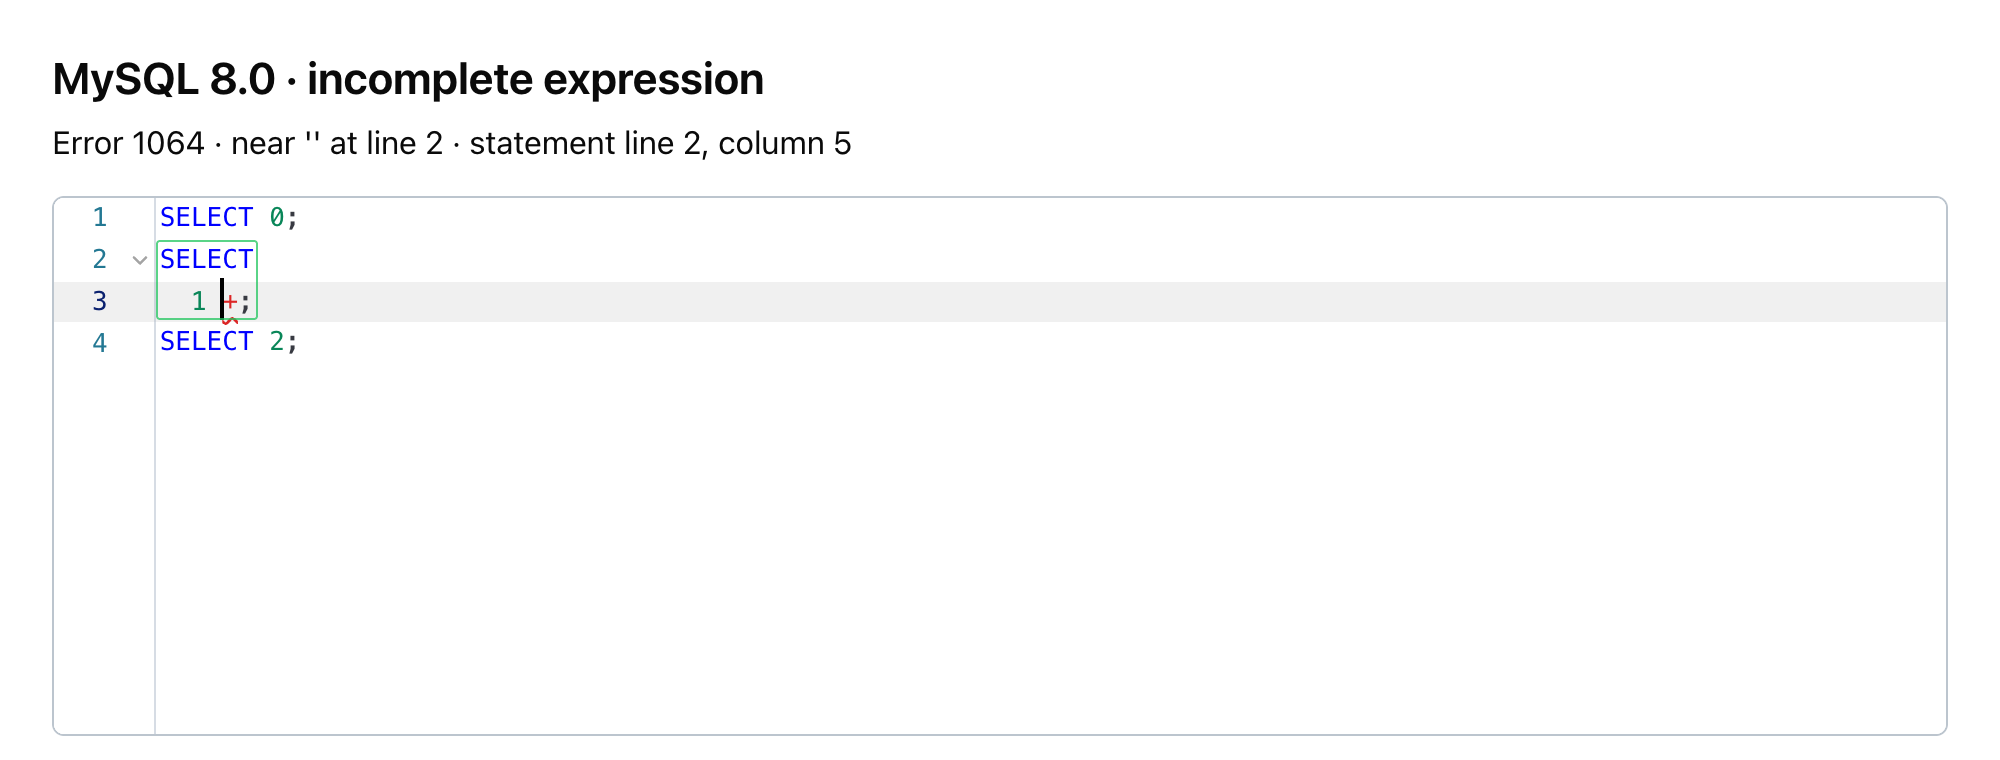 MySQL 8.0 · incomplete expression
Error 1064 · near '' at line 2 · statement line 2, column 5
1 SELECT 0;
2 SELECT
3   1 +;
4 SELECT 2;